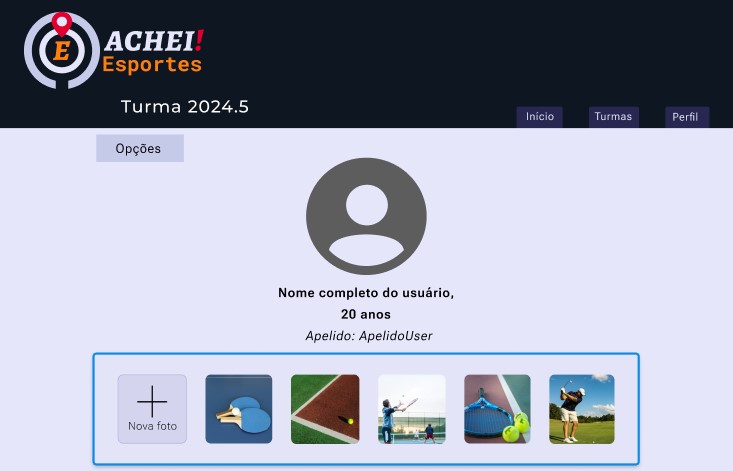 E ACHEI!
Esportes
Turma 2024.5
Início
Turmas
Perfil
Opções
Nome completo do usuário,
20 anos
Apelido: ApelidoUser
Nova foto